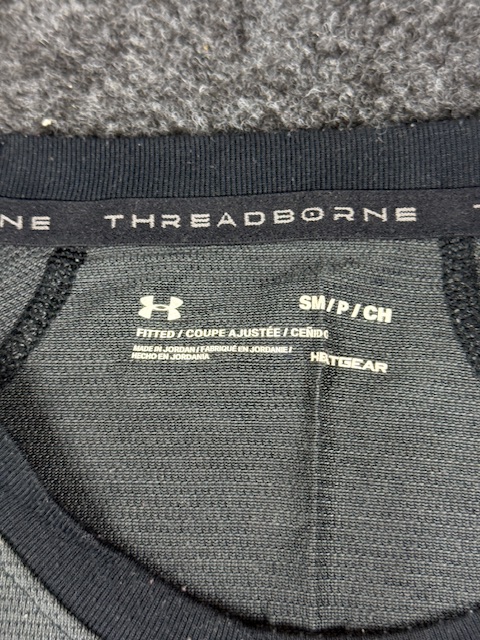 NE THREADBORNE
SM/P/CH
FITTED / COUPE AJUSTÉE / CEÑIDO
MADE IN JORDAN / FABRIQUÉ EN JORDANIE /
HECHO EN JORDANIA
HEATGEAR